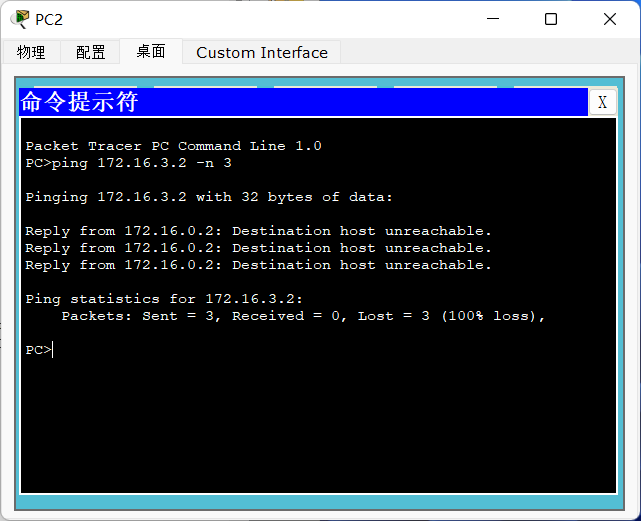 PC2
物理 配置 桌面 Custom Interface
命令提示符 X
Packet Tracer PC Command Line 1.0
PC>ping 172.16.3.2 -n 3
Pinging 172.16.3.2 with 32 bytes of data:
Reply from 172.16.0.2: Destination host unreachable.
Reply from 172.16.0.2: Destination host unreachable.
Reply from 172.16.0.2: Destination host unreachable.
Ping statistics for 172.16.3.2:
    Packets: Sent = 3, Received = 0, Lost = 3 (100% loss),
PC>